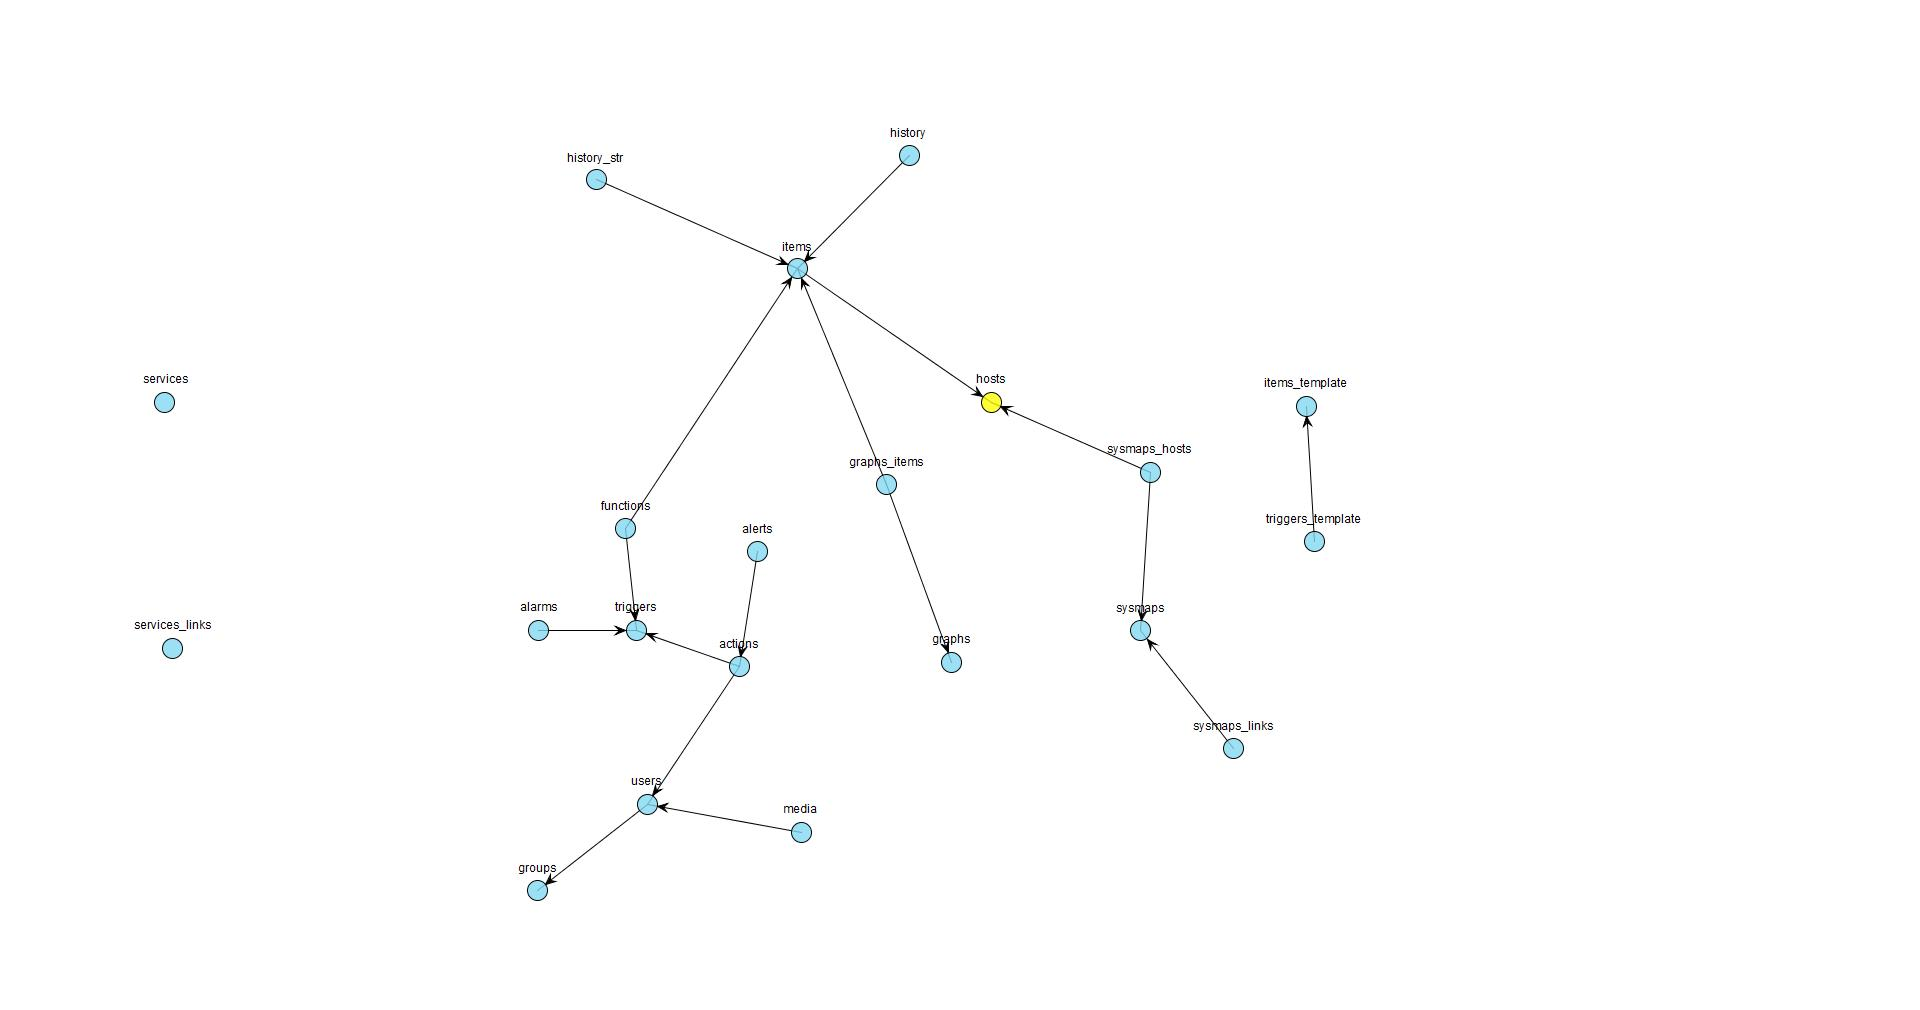 history
history_str
items
services
hosts
items_template
sysmaps_hosts
graphs_items
functions
triggers_template
alerts
alarms
triggers
sysmaps
services_links
graphs
actions
sysmaps_links
users
media
groups